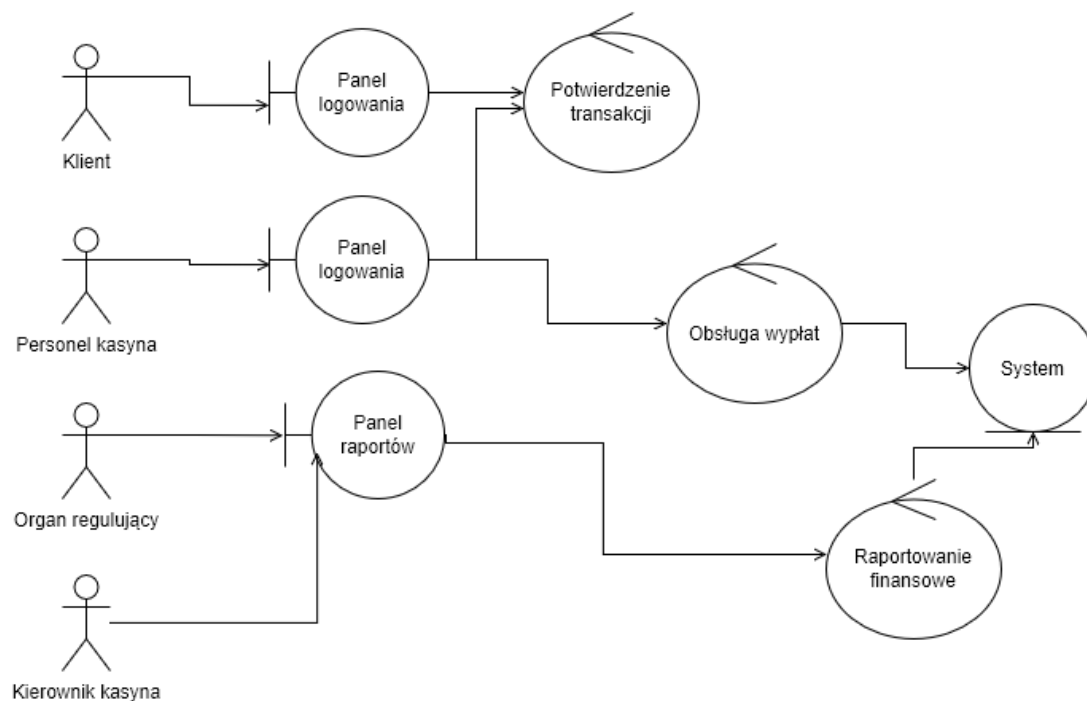 Panel
logowania
Potwierdzenie
transakcji
Klient
Panel
logowania
Personel kasyna
Obsługa wypłat
System
Panel
raportów
Organ regulujący
Raportowanie
finansowe
Kierownik kasyna